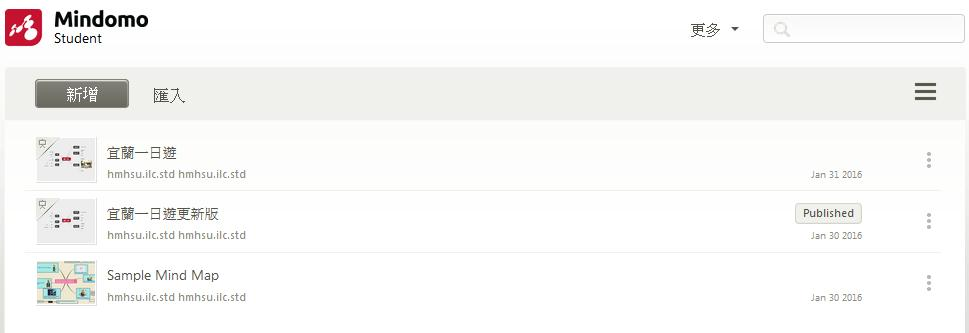 Mindomo
Student
更多
新增
匯入
宜蘭一日遊
hmhsu.ilc.std hmhsu.ilc.std
Jan 31 2016
宜蘭一日遊更新版
Published
hmhsu.ilc.std hmhsu.ilc.std
Jan 30 2016
Sample Mind Map
hmhsu.ilc.std hmhsu.ilc.std
Jan 30 2016